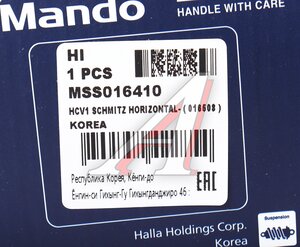 Mando
HANDLE WITH CARE
HI
1 PCS
MSS016410
HCV1 SCHMITZ HORIZONTAL- ( 016508 )
KOREA
Республика Корея, Кёнги-до
Ёнгин-си Гихынг-Гу Гихынгданджиро 46 :
EAC
Halla Holdings Corp.
Korea
Suspension